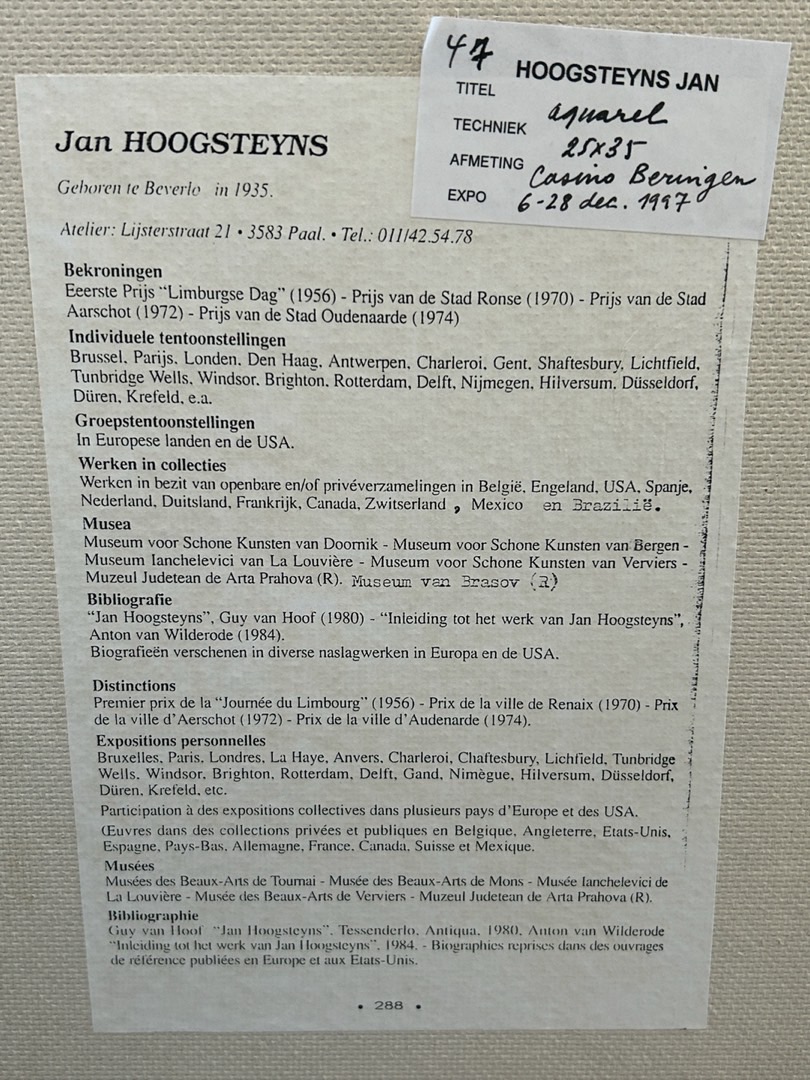 47 HOOGSTEYNS JAN
TITEL
TECHNIEK aquarel
AFMETING 25x35
EXPO Casino Beringen
6-28 dec. 1997
Jan HOOGSTEYNS
Geboren te Beverlo in 1935.
Atelier: Lijsterstraat 21 • 3583 Paal. • Tel.: 011/42.54.78
Bekroningen
Eeerste Prijs “Limburgse Dag” (1956) - Prijs van de Stad Ronse (1970) - Prijs van de Stad
Aarschot (1972) - Prijs van de Stad Oudenaarde (1974)
Individuele tentoonstellingen
Brussel, Parijs, Londen, Den Haag, Antwerpen, Charleroi, Gent, Shaftesbury, Lichtfield,
Tunbridge Wells, Windsor, Brighton, Rotterdam, Delft, Nijmegen, Hilversum, Düsseldorf,
Düren, Krefeld, e.a.
Groepstentoonstellingen
In Europese landen en de USA.
Werken in collecties
Werken in bezit van openbare en/of privéverzamelingen in België, Engeland, USA, Spanje,
Nederland, Duitsland, Frankrijk, Canada, Zwitserland , Mexico en Brazilië.
Musea
Museum voor Schone Kunsten van Doornik - Museum voor Schone Kunsten van Bergen -
Museum Ianchelevici van La Louvière - Museum voor Schone Kunsten van Verviers -
Muzeul Judetean de Arta Prahova (R). Museum van Brasov (R)
Bibliografie
“Jan Hoogsteyns”, Guy van Hoof (1980) - “Inleiding tot het werk van Jan Hoogsteyns”,
Anton van Wilderode (1984).
Biografieën verschenen in diverse naslagwerken in Europa en de USA.
Distinctions
Premier prix de la “Journée du Limbourg” (1956) - Prix de la ville de Renaix (1970) - Prix
de la ville d’Aerschot (1972) - Prix de la ville d’Audenarde (1974).
Expositions personnelles
Bruxelles, Paris, Londres, La Haye, Anvers, Charleroi, Chaftesbury, Lichfield, Tunbridge
Wells, Windsor, Brighton, Rotterdam, Delft, Gand, Nimègue, Hilversum, Düsseldorf,
Düren, Krefeld, etc.
Participation à des expositions collectives dans plusieurs pays d’Europe et des USA.
Œuvres dans des collections privées et publiques en Belgique, Angleterre, Etats-Unis,
Espagne, Pays-Bas, Allemagne, France, Canada, Suisse et Mexique.
Musées
Musées des Beaux-Arts de Tournai - Musée des Beaux-Arts de Mons - Musée Ianchelevici de
La Louvière - Musée des Beaux-Arts de Verviers - Muzeul Judetean de Arta Prahova (R).
Bibliographie
Guy van Hoof “Jan Hoogsteyns”, Tessenderlo, Antiqua, 1980, Anton van Wilderode
“Inleiding tot het werk van Jan Hoogsteyns”, 1984. - Biographies reprises dans des ouvrages
de référence publiées en Europe et aux Etats-Unis.
• 288 •